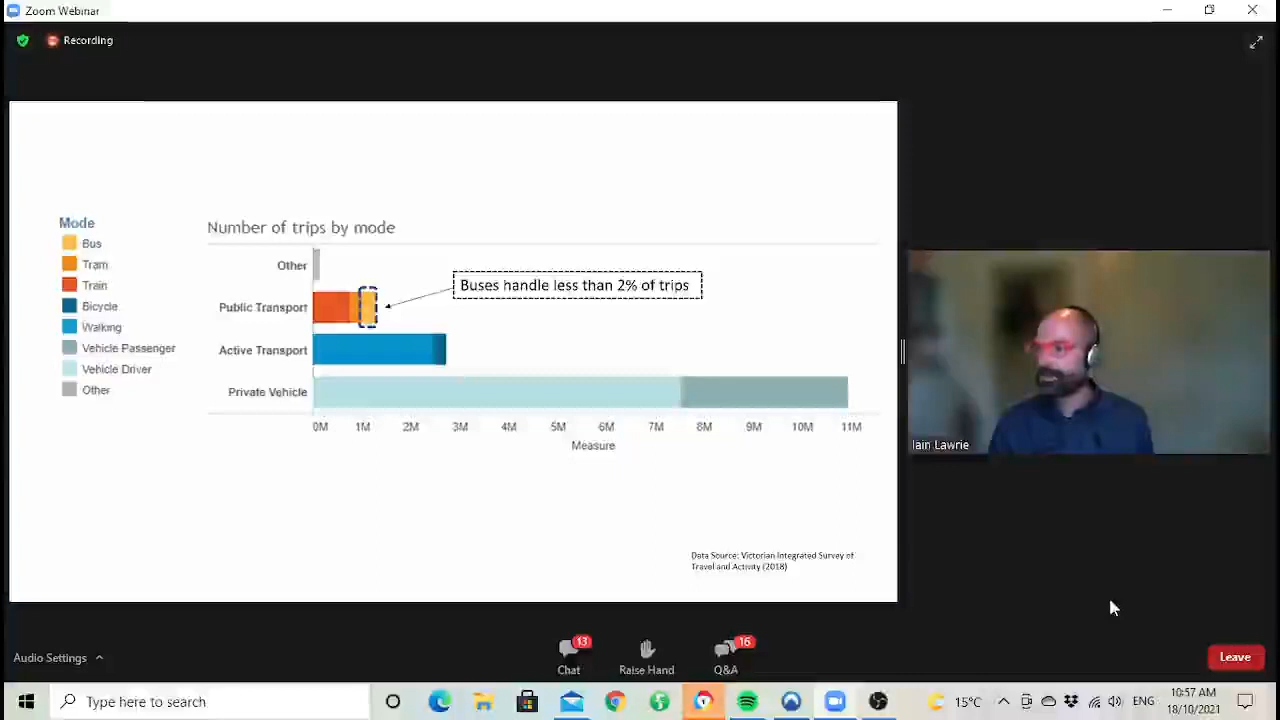 Zoom Webinar
Recording
Mode
Bus
Tram
Train
Bicycle
Walking
Vehicle Passenger
Vehicle Driver
Other
Number of trips by mode
Other
Public Transport
Active Transport
Private Vehicle
Buses handle less than 2% of trips
0M 1M 2M 3M 4M 5M 6M 7M 8M 9M 10M 11M
Measure
Data Source: Victorian Integrated Survey of
Travel and Activity (2018)
Iain Lawrie
Audio Settings
13
Chat
Raise Hand
16
Q&A
Leave
Type here to search
15°C
ENG
10:57 AM
18/10/2021